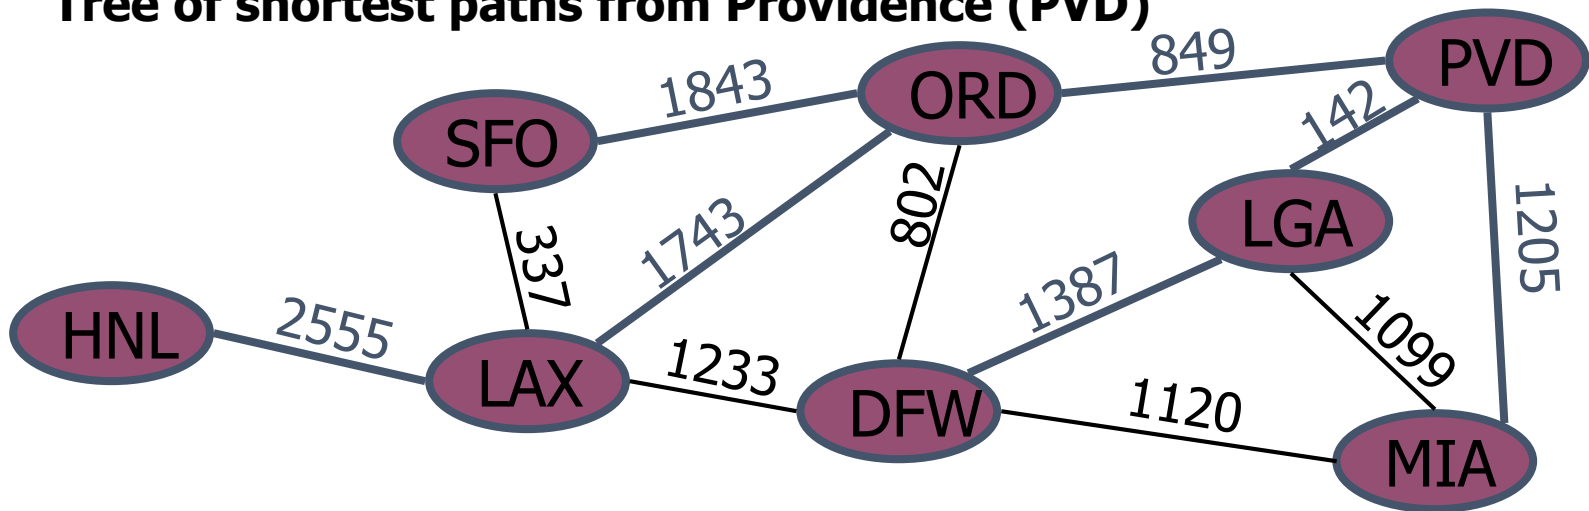 Tree of shortest paths from Providence (PVD)
849
PVD
1843
ORD
142
SFO
802
LGA
1205
337
1743
1387
HNL
2555
1099
LAX
1233
DFW
1120
MIA